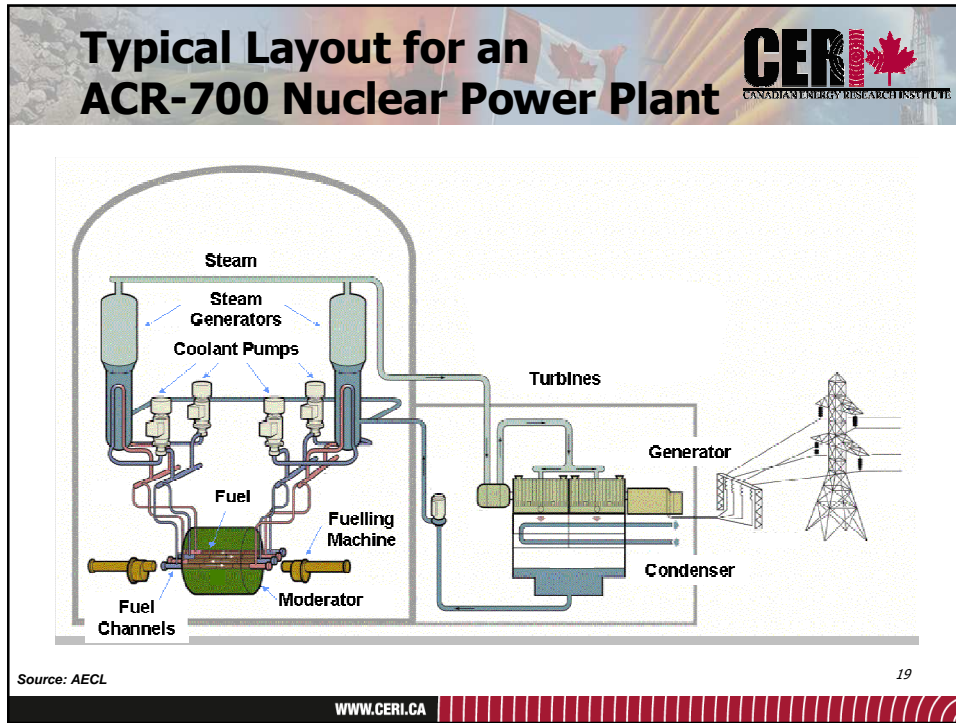 Typical Layout for an
ACR-700 Nuclear Power Plant
CERI
CANADIAN ENERGY RESEARCH INSTITUTE
Steam
Steam
Generators
Coolant Pumps
Turbines
Generator
Fuel
Fuelling
Machine
Condenser
Moderator
Fuel
Channels
Source: AECL
19
WWW.CERI.CA